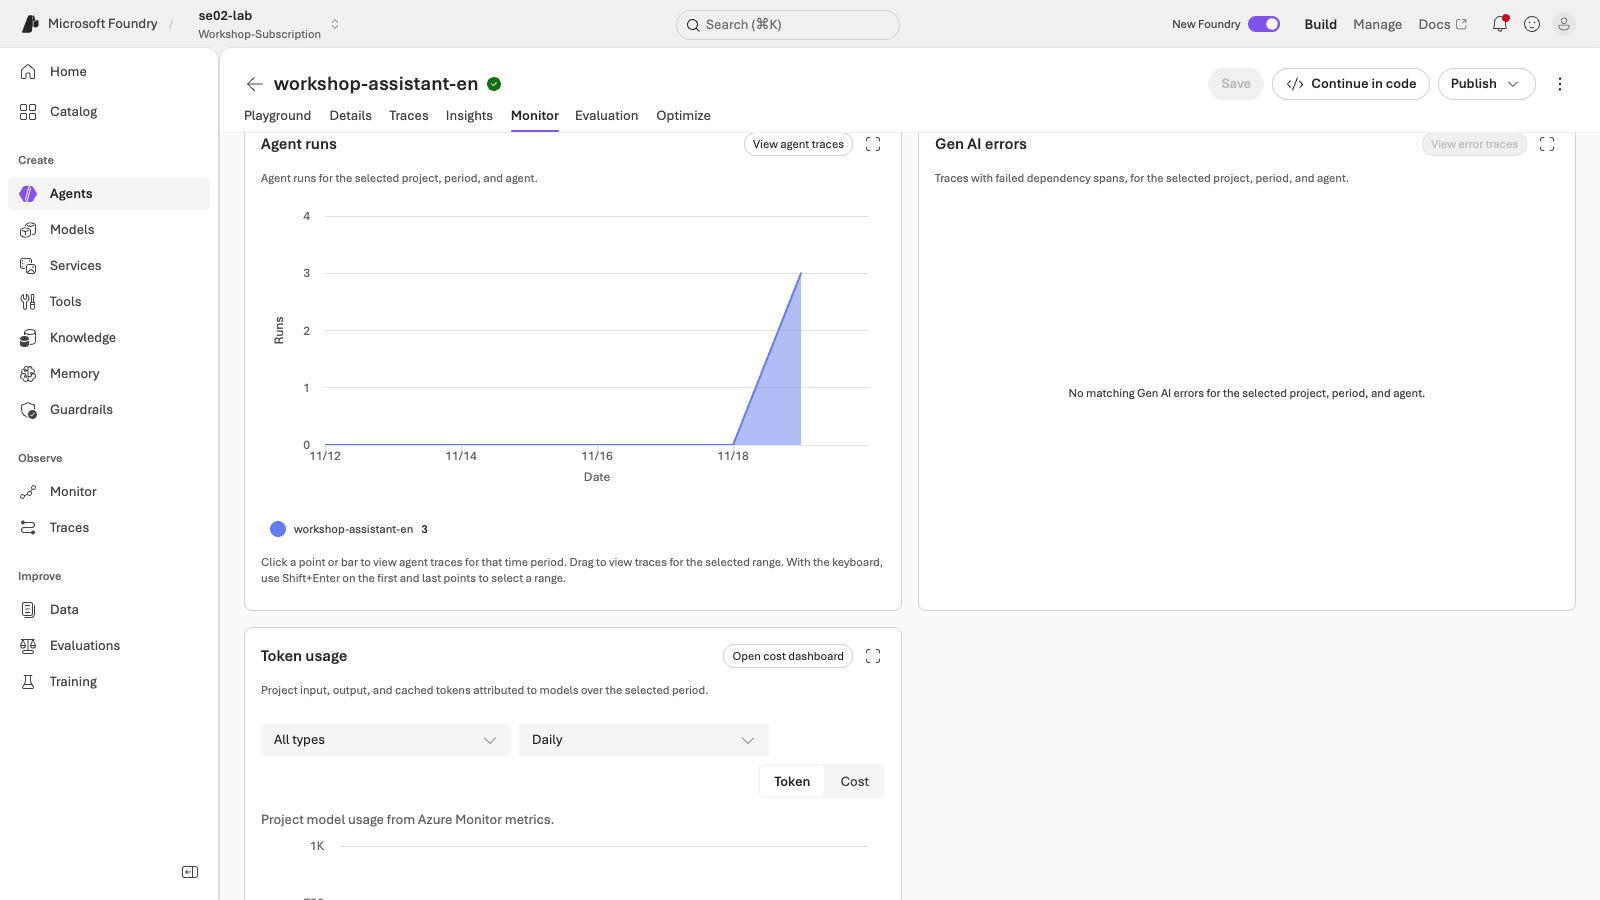 Microsoft Foundry / se02-lab
Workshop-Subscription
Search (⌘K)
New Foundry
Build
Manage
Docs
Home
Catalog
Create
Agents
Models
Services
Tools
Knowledge
Memory
Guardrails
Observe
Monitor
Traces
Improve
Data
Evaluations
Training
workshop-assistant-en
Save
</> Continue in code
Publish
Playground
Details
Traces
Insights
Monitor
Evaluation
Optimize
Agent runs
View agent traces
Agent runs for the selected project, period, and agent.
4
3
2
1
0
Runs
11/12
11/14
11/16
11/18
Date
workshop-assistant-en 3
Click a point or bar to view agent traces for that time period. Drag to view traces for the selected range. With the keyboard,
use Shift+Enter on the first and last points to select a range.
Gen AI errors
View error traces
Traces with failed dependency spans, for the selected project, period, and agent.
No matching Gen AI errors for the selected project, period, and agent.
Token usage
Open cost dashboard
Project input, output, and cached tokens attributed to models over the selected period.
All types
Daily
Token
Cost
Project model usage from Azure Monitor metrics.
1K